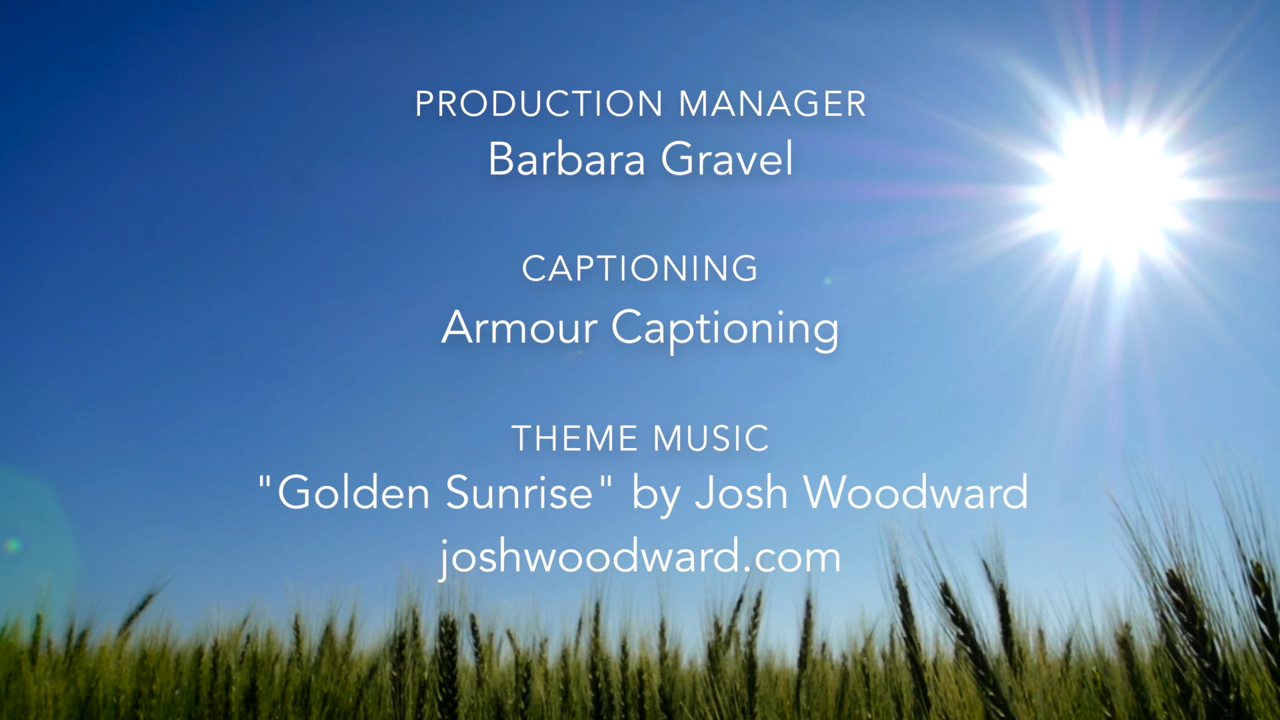 PRODUCTION MANAGER
Barbara Gravel
CAPTIONING
Armour Captioning
THEME MUSIC
"Golden Sunrise" by Josh Woodward
joshwoodward.com